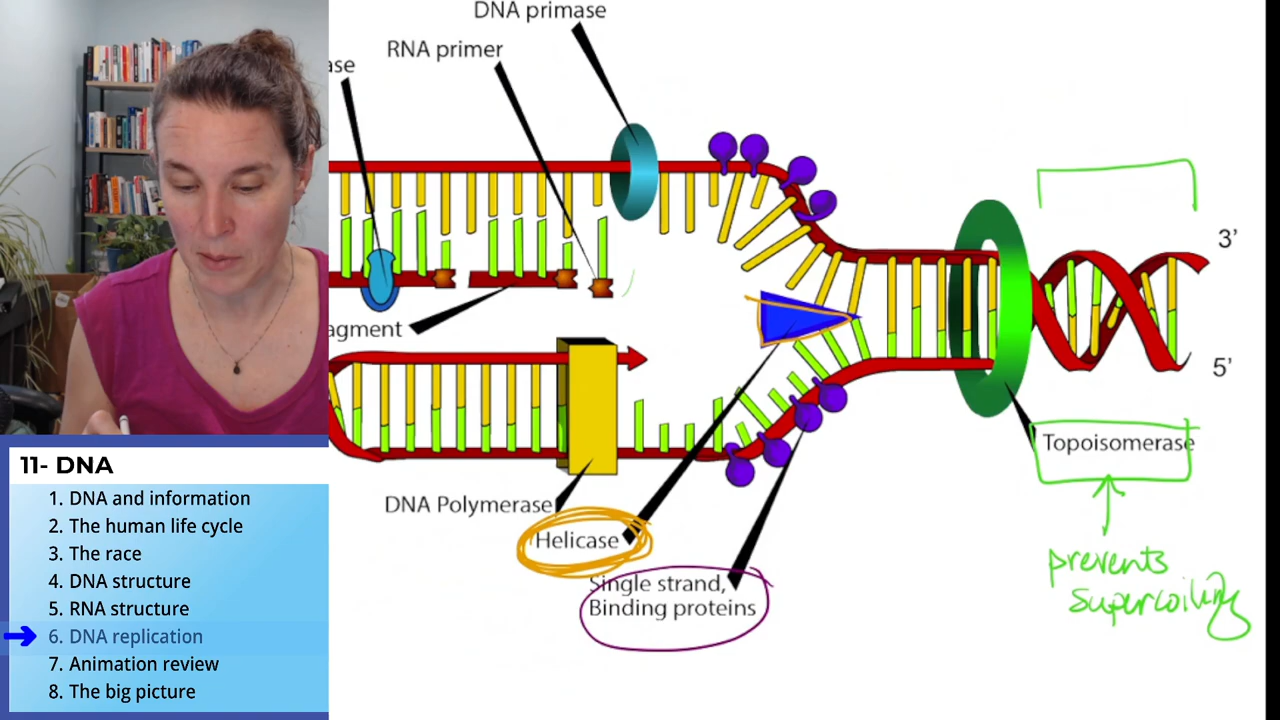 DNA primase
RNA primer
ase
agment
3'
5'
Topoisomerase
DNA Polymerase
Helicase
Single strand,
Binding proteins
prevents
supercoiling
11- DNA
1. DNA and information
2. The human life cycle
3. The race
4. DNA structure
5. RNA structure
6. DNA replication
7. Animation review
8. The big picture